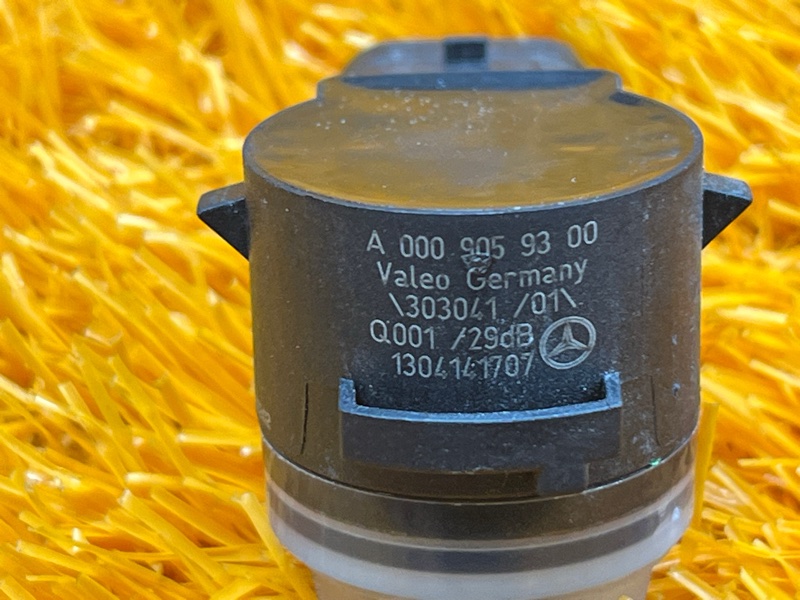 A 000 905 93 00
Valeo Germany
\303041 /01\
Q001 /29dB
1304141707